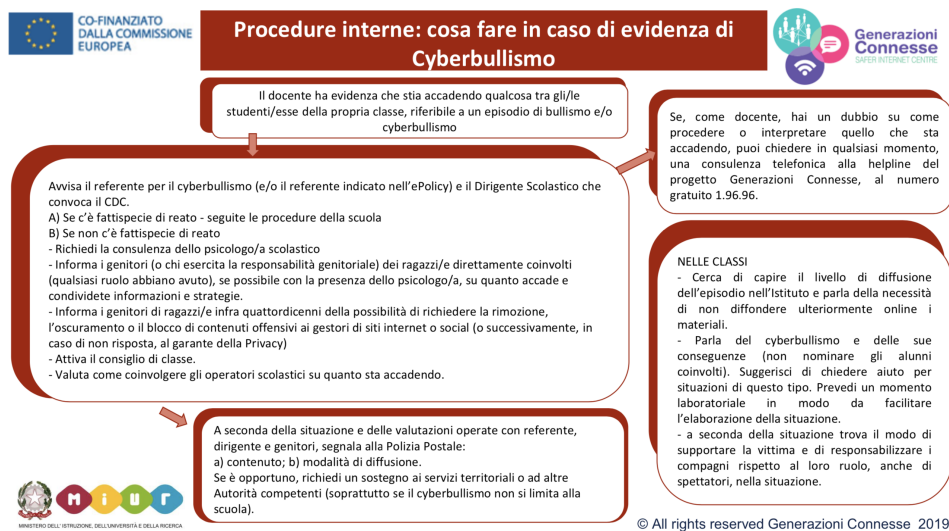 CO-FINANZIATO
DALLA COMMISSIONE
EUROPEA
Procedure interne: cosa fare in caso di evidenza di
Cyberbullismo
Generazioni
Connesse
SAFER INTERNET CENTRE
Il docente ha evidenza che stia accadendo qualcosa tra gli/le
studenti/esse della propria classe, riferibile a un episodio di bullismo e/o
cyberbullismo
Se, come docente, hai un dubbio su come
procedere o interpretare quello che sta
accadendo, puoi chiedere in qualsiasi momento,
una consulenza telefonica alla helpline del
progetto Generazioni Connesse, al numero
gratuito 1.96.96.
Avvisa il referente per il cyberbullismo (e/o il referente indicato nell'ePolicy) e il Dirigente Scolastico che
convoca il CDC.
A) Se c'è fattispecie di reato - seguite le procedure della scuola
B) Se non c'è fattispecie di reato
- Richiedi la consulenza dello psicologo/a scolastico
- Informa i genitori (o chi esercita la responsabilità genitoriale) dei ragazzi/e direttamente coinvolti
(qualsiasi ruolo abbiano avuto), se possibile con la presenza dello psicologo/a, su quanto accade e
condividete informazioni e strategie.
- Informa i genitori di ragazzi/e infra quattordicenni della possibilità di richiedere la rimozione,
l'oscuramento o il blocco di contenuti offensivi ai gestori di siti internet o social (o successivamente, in
caso di non risposta, al garante della Privacy)
- Attiva il consiglio di classe.
- Valuta come coinvolgere gli operatori scolastici su quanto sta accadendo.
NELLE CLASSI
- Cerca di capire il livello di diffusione
dell'episodio nell'Istituto e parla della necessità
di non diffondere ulteriormente online i
materiali.
- Parla del cyberbullismo e delle sue
conseguenze (non nominare gli alunni
coinvolti). Suggerisci di chiedere aiuto per
situazioni di questo tipo. Prevedi un momento
laboratoriale in modo da facilitare
l'elaborazione della situazione.
- a seconda della situazione trova il modo di
supportare la vittima e di responsabilizzare i
compagni rispetto al loro ruolo, anche di
spettatori, nella situazione.
A seconda della situazione e delle valutazioni operate con referente,
dirigente e genitori, segnala alla Polizia Postale:
a) contenuto; b) modalità di diffusione.
Se è opportuno, richiedi un sostegno ai servizi territoriali o ad altre
Autorità competenti (soprattutto se il cyberbullismo non si limita alla
scuola).
miur
MINISTERO DELL' ISTRUZIONE, DELL'UNIVERSITÀ E DELLA RICERCA
© All rights reserved Generazioni Connesse 2019